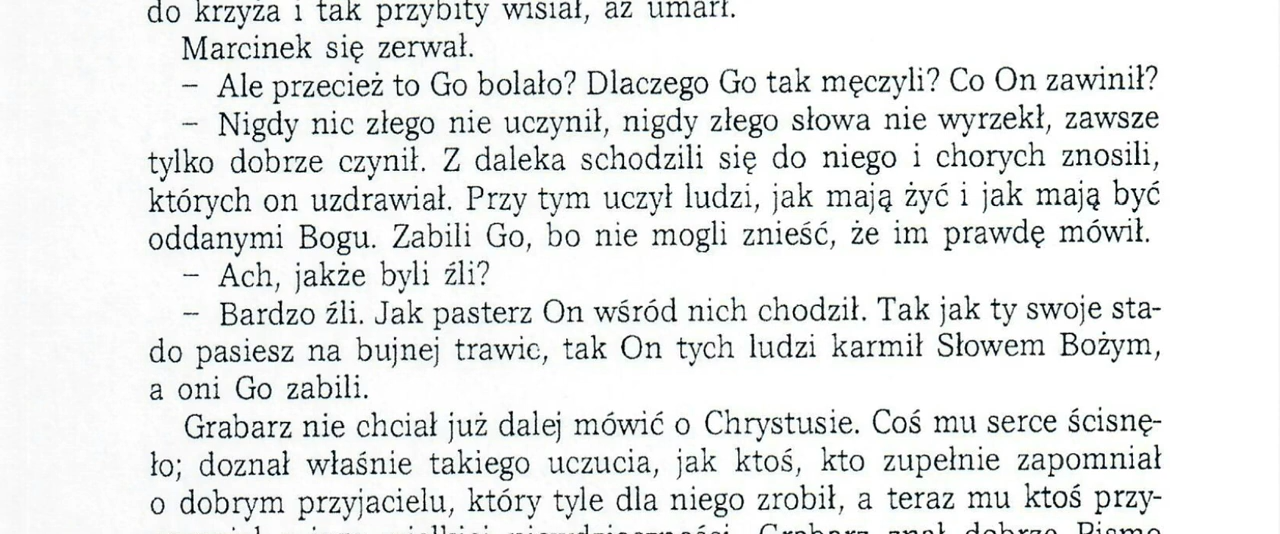 do krzyża i tak przybity wisiał, aż umarł.
Marcinek się zerwał.
– Ale przecież to Go bolało? Dlaczego Go tak męczyli? Co On zawinił?
– Nigdy nic złego nie uczynił, nigdy złego słowa nie wyrzekł, zawsze
tylko dobrze czynił. Z daleka schodzili się do niego i chorych znosili,
których on uzdrawiał. Przy tym uczył ludzi, jak mają żyć i jak mają być
oddanymi Bogu. Zabili Go, bo nie mogli znieść, że im prawdę mówił.
– Ach, jakże byli źli?
– Bardzo źli. Jak pasterz On wśród nich chodził. Tak jak ty swoje sta-
do pasiesz na bujnej trawie, tak On tych ludzi karmił Słowem Bożym,
a oni Go zabili.
Grabarz nie chciał już dalej mówić o Chrystusie. Coś mu serce ścisnę-
ło; doznał właśnie takiego uczucia, jak ktoś, kto zupełnie zapomniał
o dobrym przyjacielu, który tyle dla niego zrobił, a teraz mu ktoś przy-
wielkiej niewdzięczności. Grabarz znał dobrze Pismo